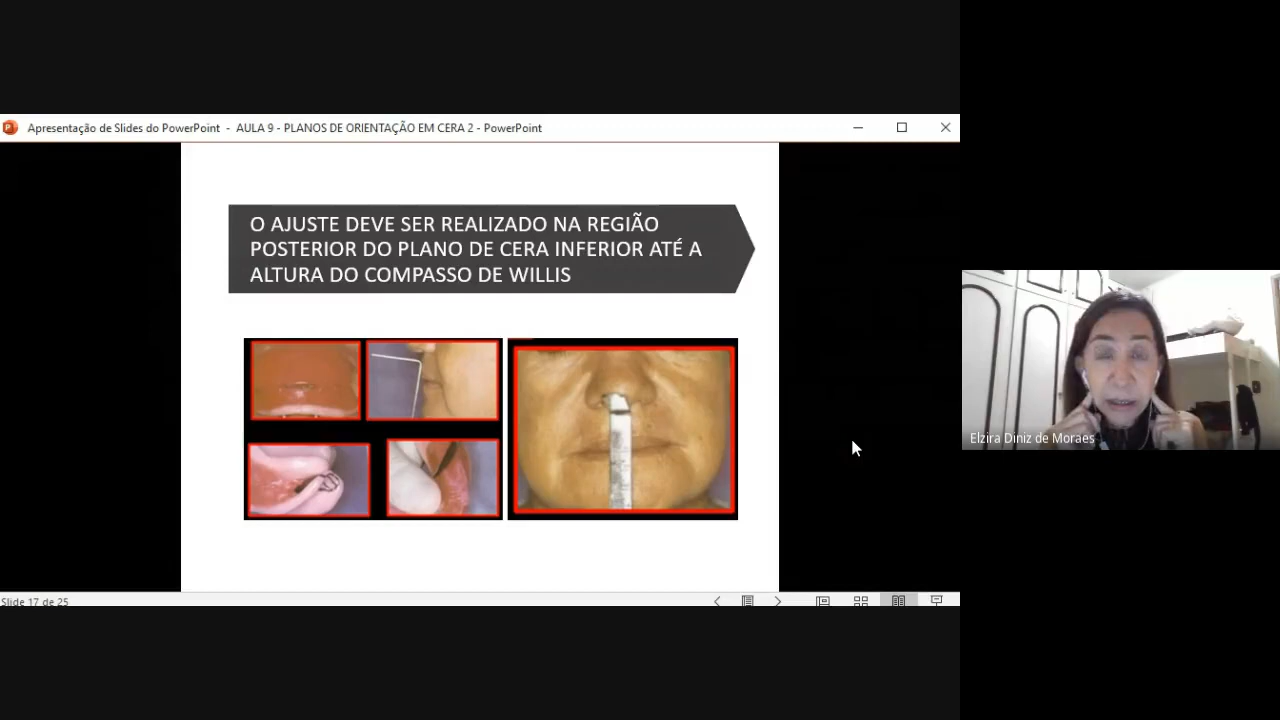 Apresentação de Slides do PowerPoint - AULA 9 - PLANOS DE ORIENTAÇÃO EM CERA 2 - PowerPoint
O AJUSTE DEVE SER REALIZADO NA REGIÃO
POSTERIOR DO PLANO DE CERA INFERIOR ATÉ A
ALTURA DO COMPASSO DE WILLIS
Elzira Diniz de Moraes
Slide 17 de 25